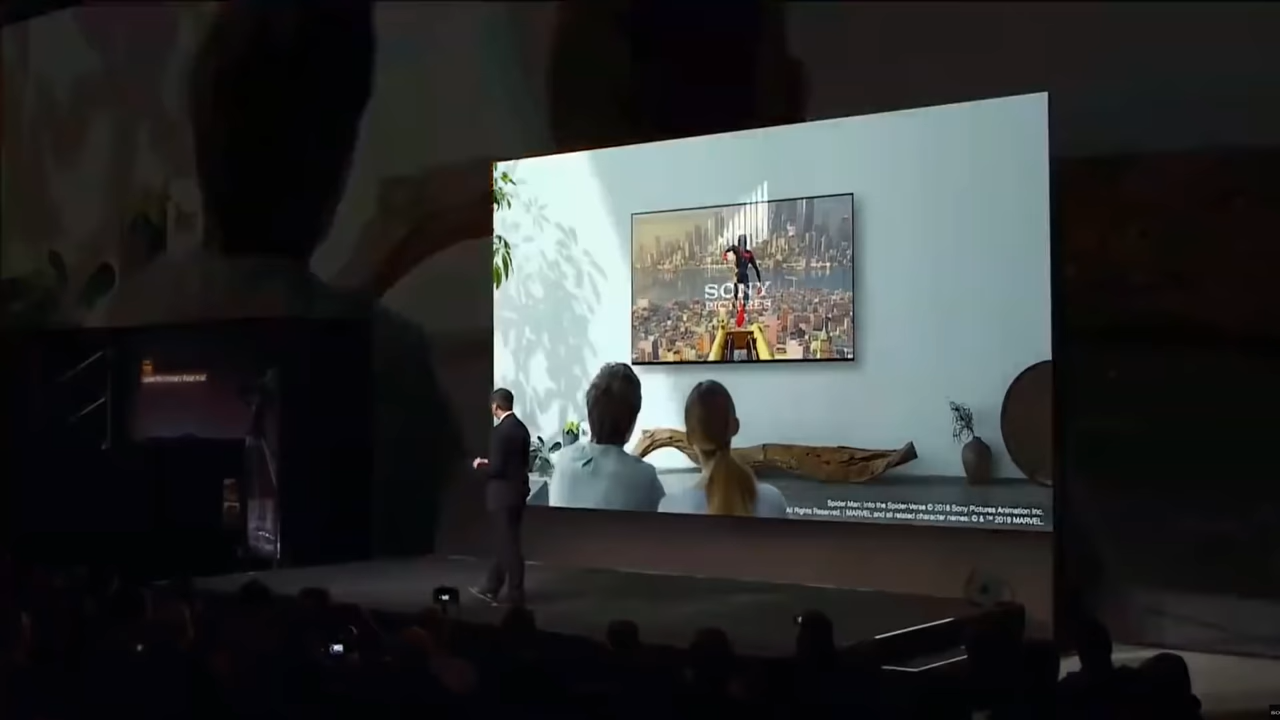 SONY
PICTURES
Spider Man: Into the Spider-Verse © 2018 Sony Pictures Animation Inc.
All Rights Reserved. | MARVEL and all related character names: © & ™ 2019 MARVEL.